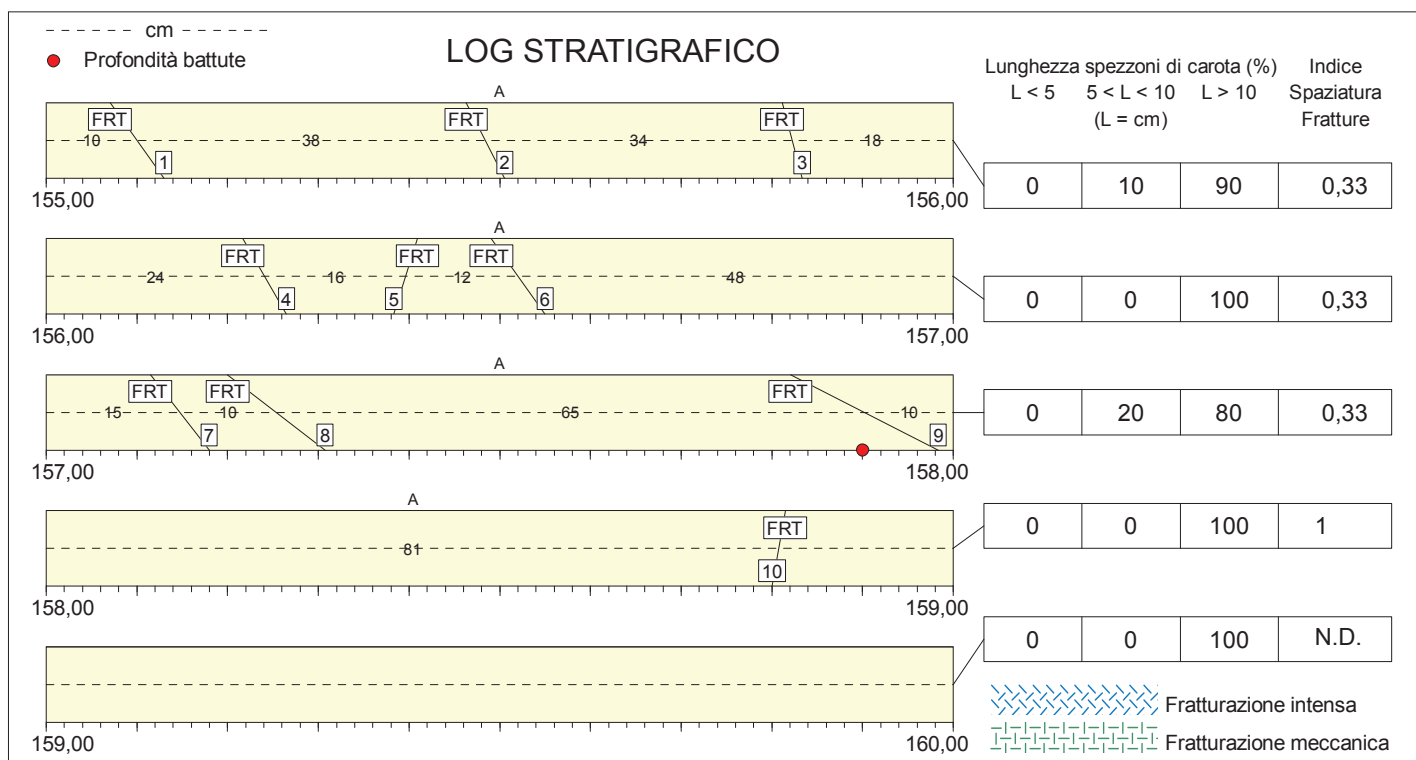 cm
Profondità battute
LOG STRATIGRAFICO
Lunghezza spezzoni di carota (%)
L < 5 5 < L < 10 L > 10
(L = cm)
Indice
Spaziatura
Fratture
A
FRT FRT FRT
10 38 34 18
1 2 3
155,00 156,00
0 10 90 0,33
A
FRT FRT FRT
24 16 12 48
4 5 6
156,00 157,00
0 0 100 0,33
A
FRT FRT FRT
15 10 65 10
7 8 9
157,00 158,00
0 20 80 0,33
A
FRT
81
10
158,00 159,00
0 0 100 1
159,00 160,00
0 0 100 N.D.
Fratturazione intensa
Fratturazione meccanica